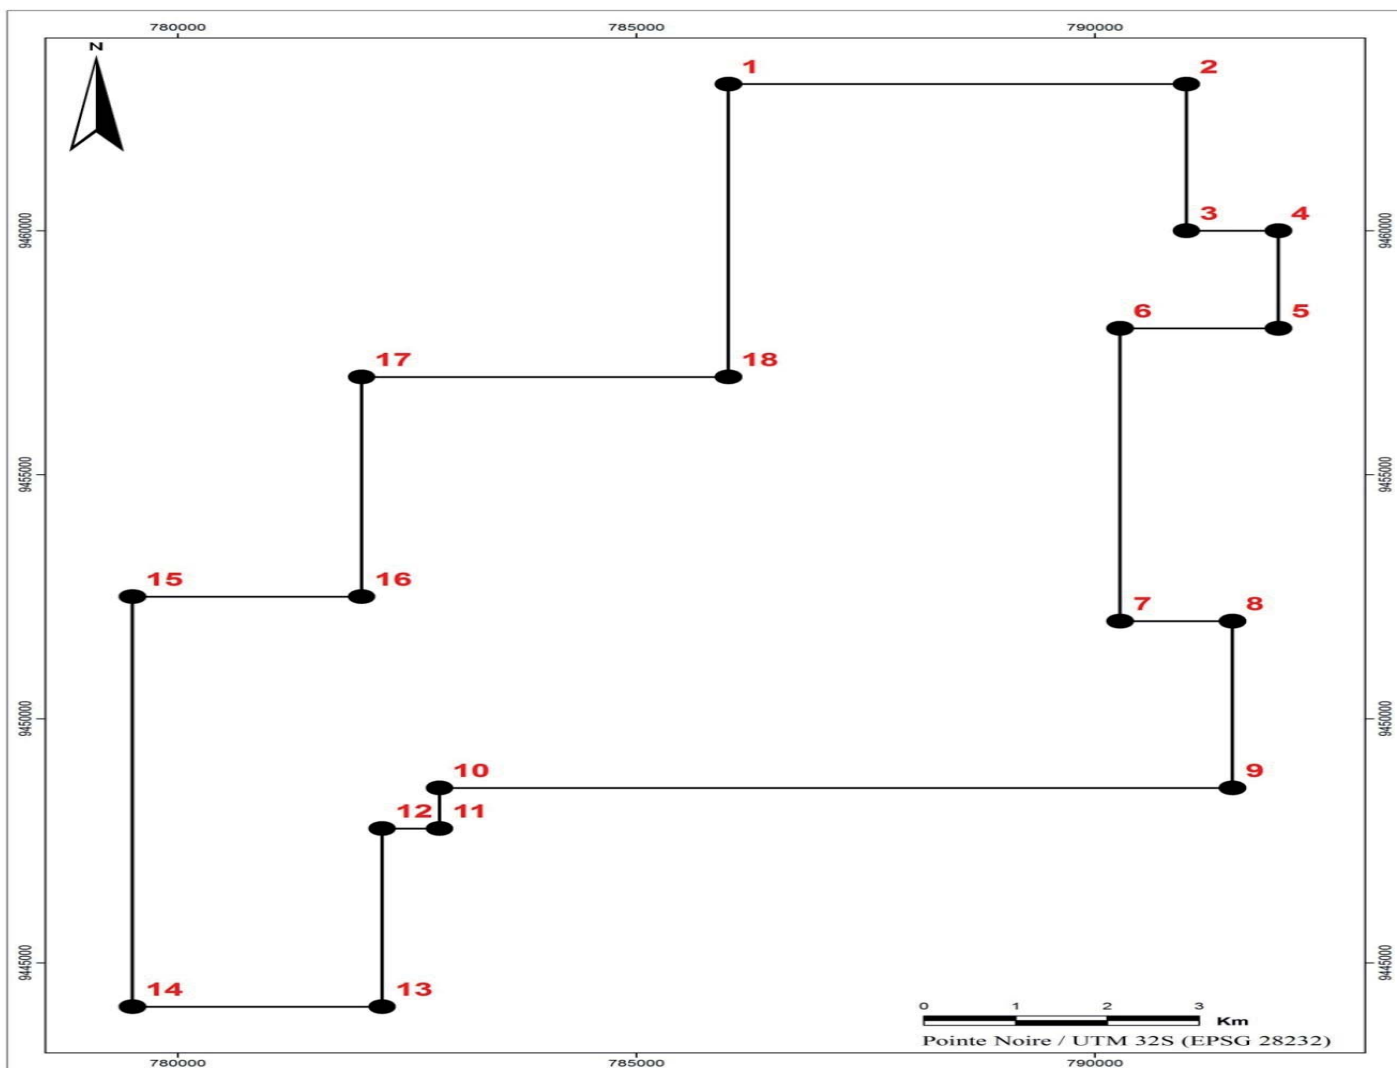 780000 785000 790000
N
1 2
3 4
9460000 9460000
6 5
17 18
9455000 9455000
15 16
7 8
9450000 9450000
10 9
12 11
9445000 9445000
14 13
0 1 2 3
Km
Pointe Noire / UTM 32S (EPSG 28232)
780000 785000 790000